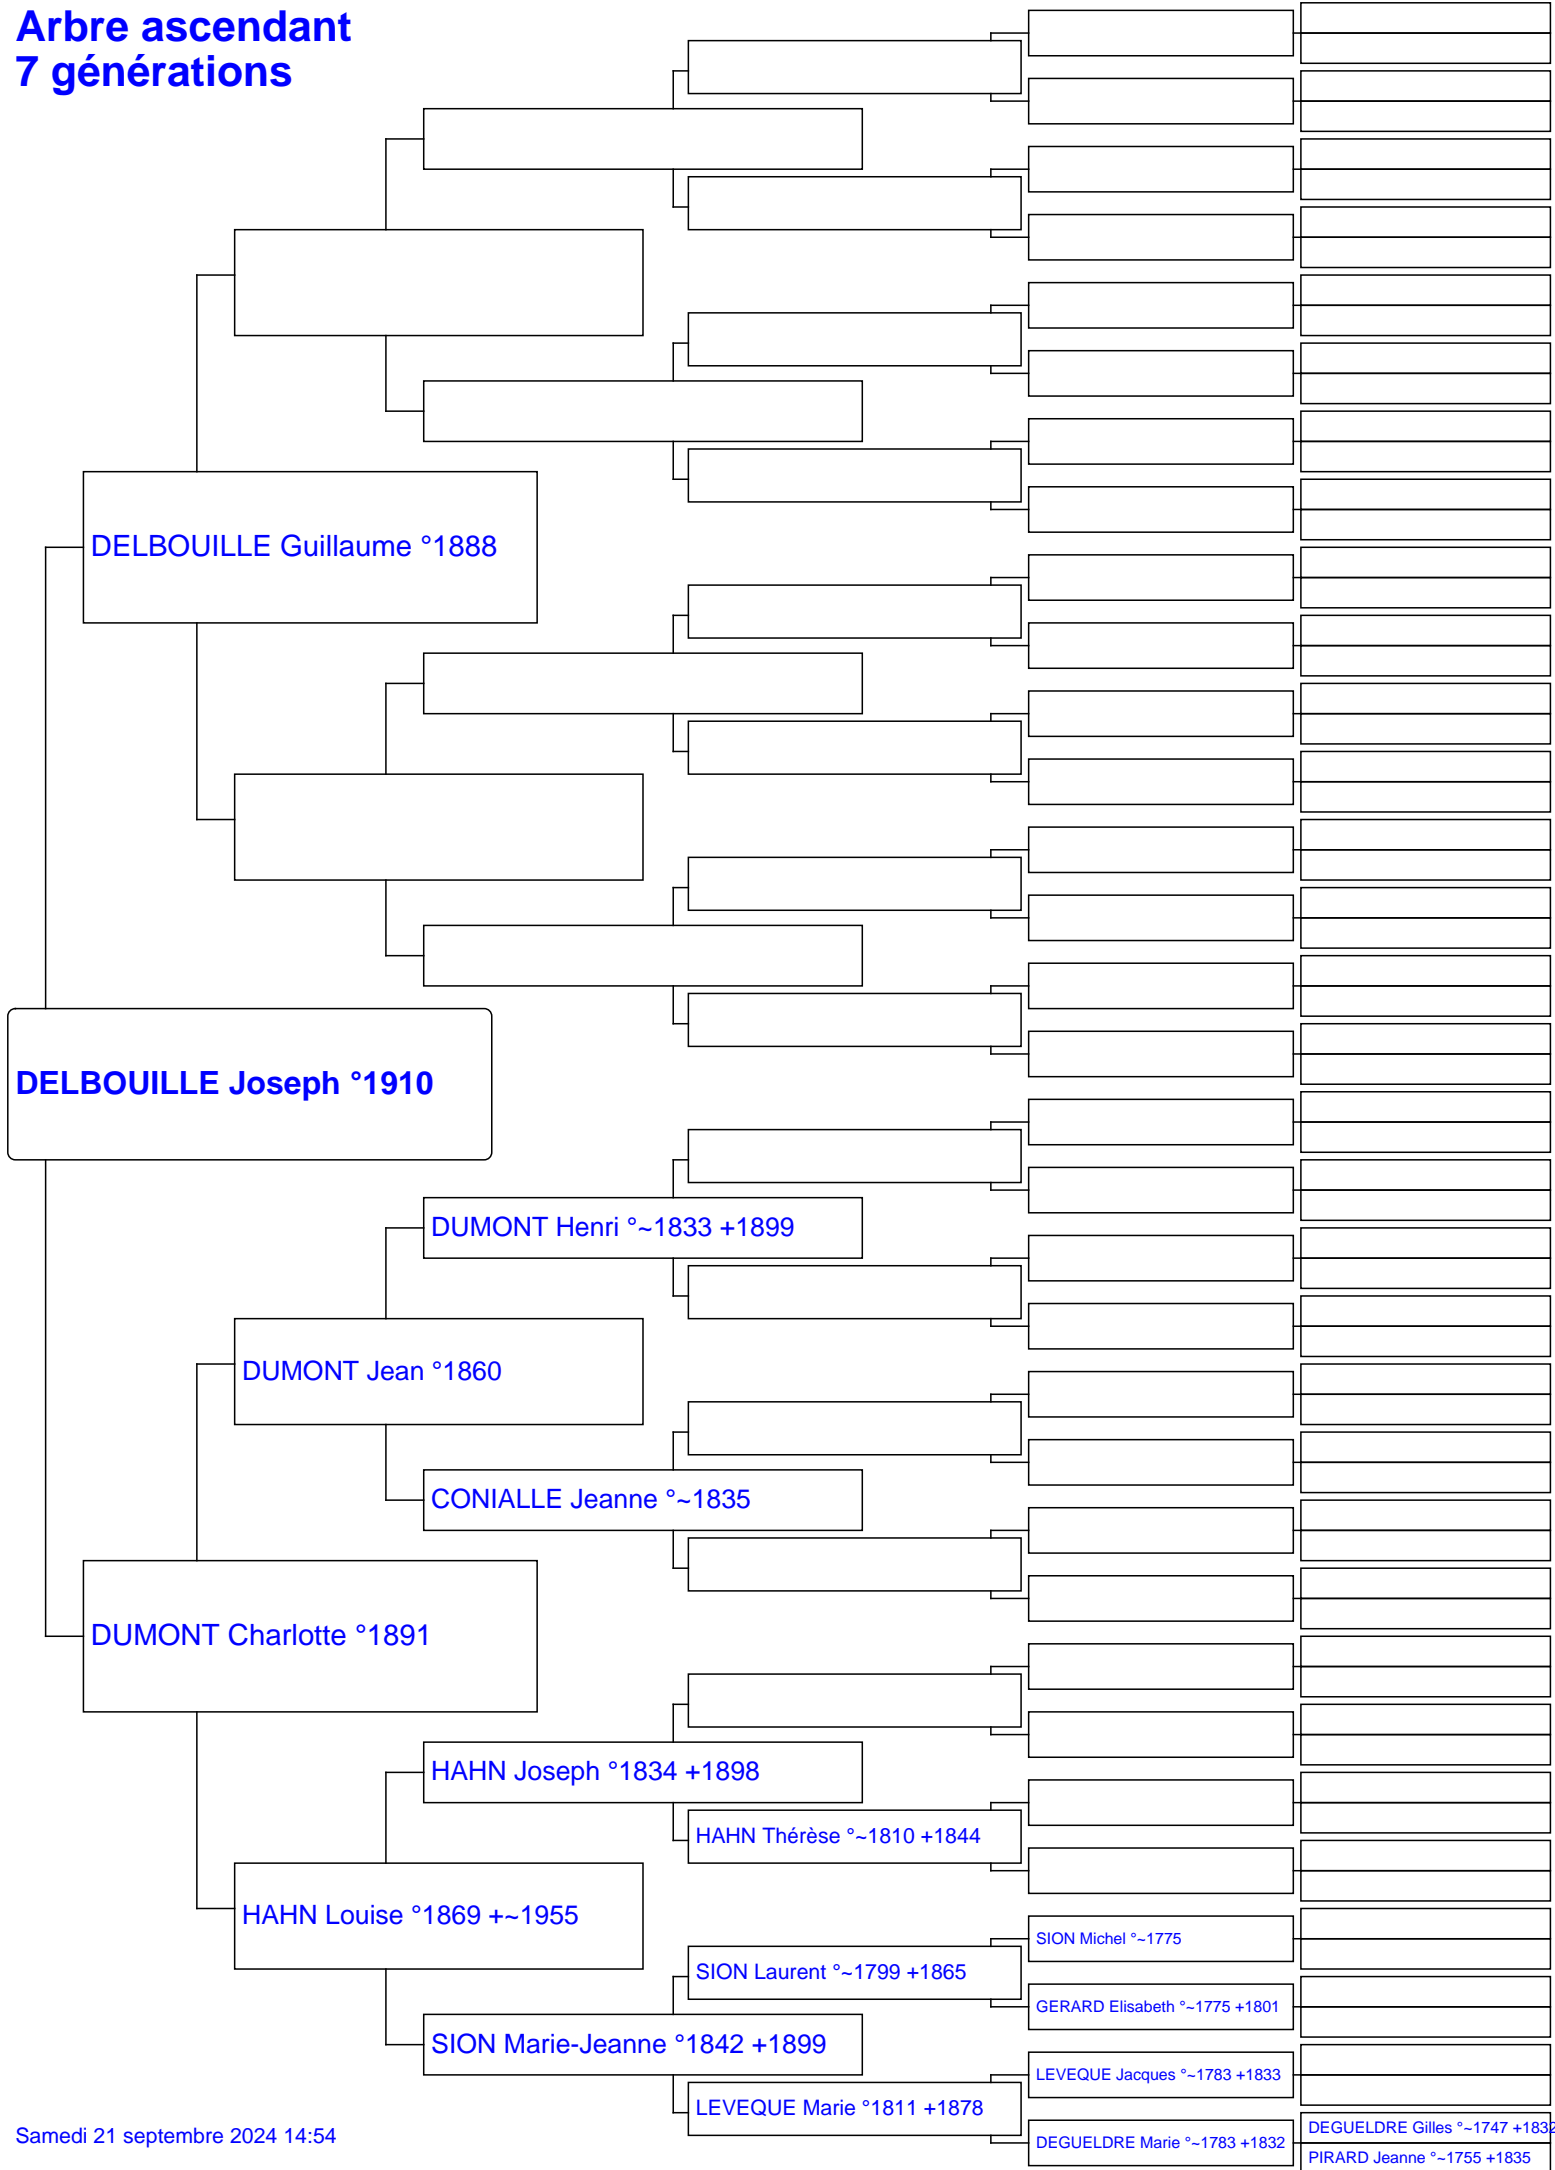 Arbre ascendant
7 générations
DELBOUILLE Guillaume °1888
DELBOUILLE Joseph °1910
DUMONT Henri °~1833 +1899
DUMONT Jean °1860
CONIALLE Jeanne °~1835
DUMONT Charlotte °1891
HAHN Joseph °1834 +1898
HAHN Thérèse °~1810 +1844
HAHN Louise °1869 +~1955
SION Michel °~1775
SION Laurent °~1799 +1865
GERARD Elisabeth °~1775 +1801
SION Marie-Jeanne °1842 +1899
LEVEQUE Jacques °~1783 +1833
LEVEQUE Marie °1811 +1878
DEGUELDRE Gilles °~1747 +1832
DEGUELDRE Marie °~1783 +1832
PIRARD Jeanne °~1755 +1835
Samedi 21 septembre 2024 14:54